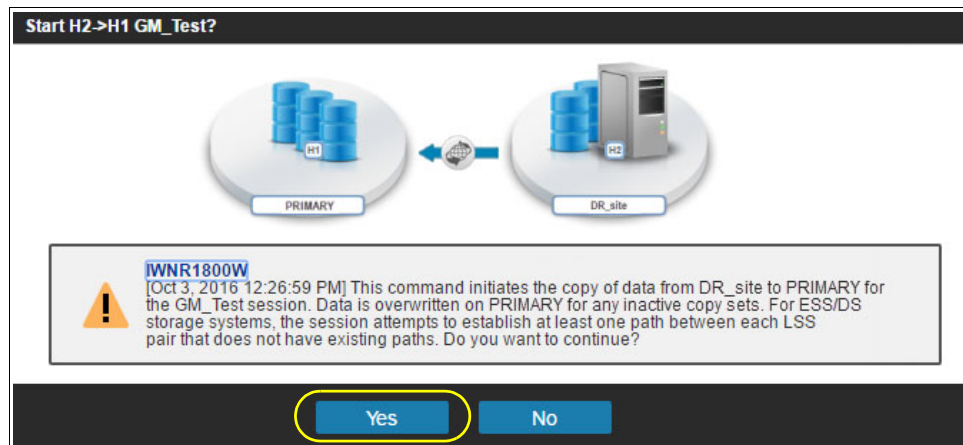 Start H2->H1 GM_Test?
H1
H2
PRIMARY
DR_site
IWNR1800W
[Oct 3, 2016 12:26:59 PM] This command initiates the copy of data from DR_site to PRIMARY for
the GM_Test session. Data is overwritten on PRIMARY for any inactive copy sets. For ESS/DS
storage systems, the session attempts to establish at least one path between each LSS
pair that does not have existing paths. Do you want to continue?
Yes
No